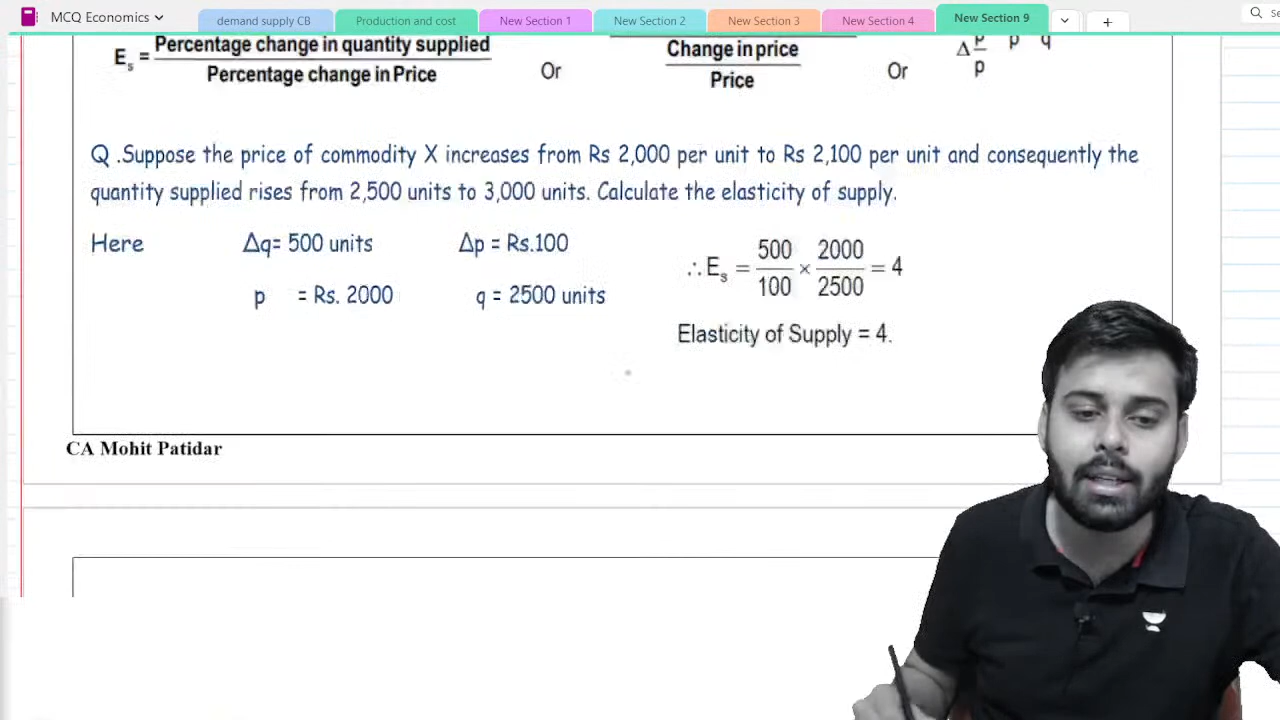 MCQ Economics
demand supply CB
Production and cost
New Section 1
New Section 2
New Section 3
New Section 4
New Section 9
+
E_s = Percentage change in quantity supplied / Percentage change in Price Or Change in price / Price Or Δ p/p p q
Q .Suppose the price of commodity X increases from Rs 2,000 per unit to Rs 2,100 per unit and consequently the
quantity supplied rises from 2,500 units to 3,000 units. Calculate the elasticity of supply.
Here Δq= 500 units Δp = Rs.100
p = Rs. 2000 q = 2500 units
∴ E_s = 500/100 × 2000/2500 = 4
Elasticity of Supply = 4.
CA Mohit Patidar